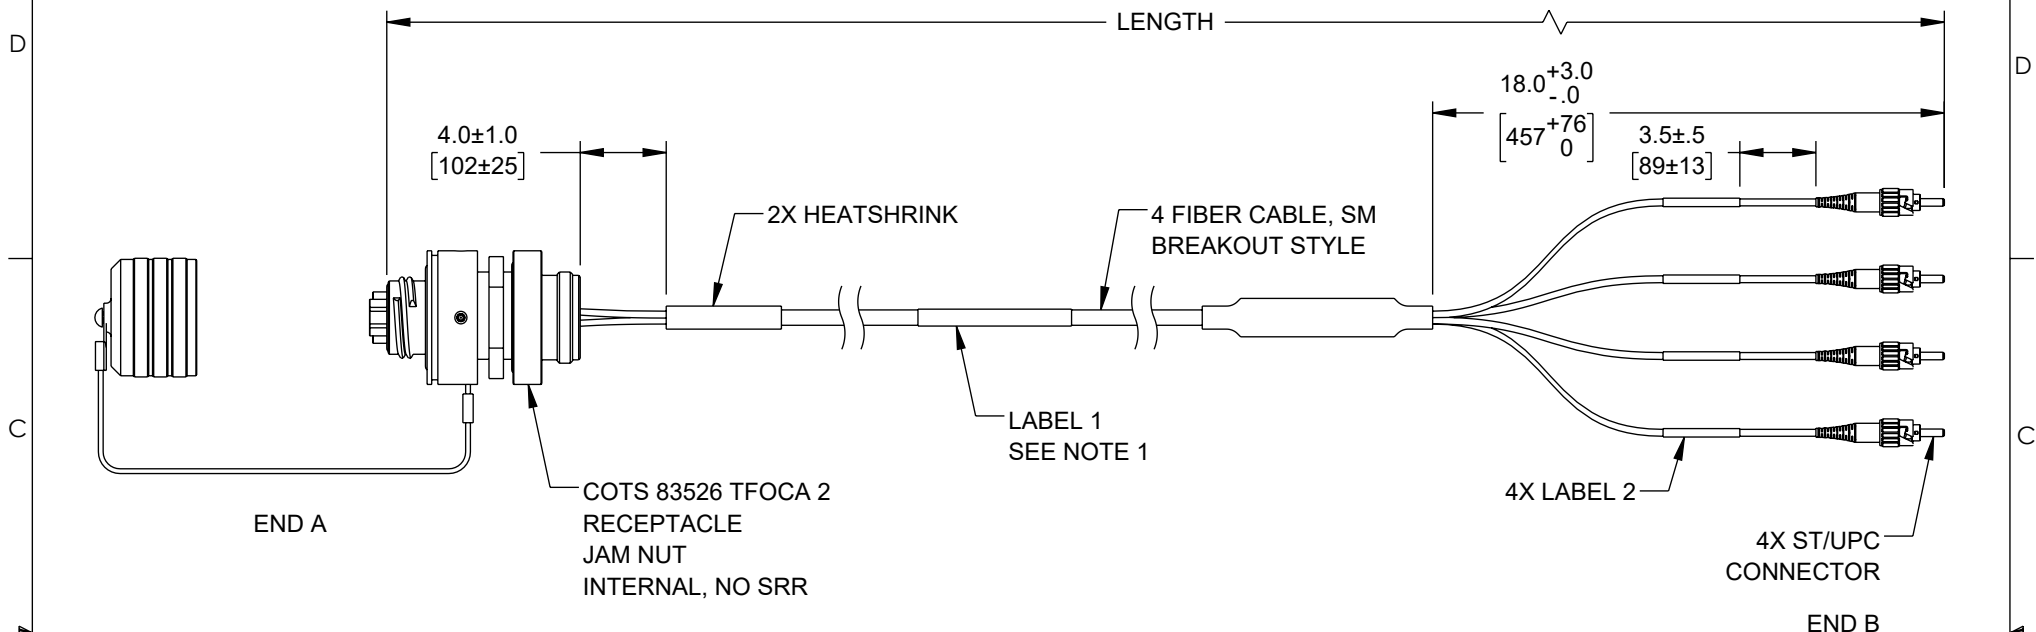 LENGTH
D
D
18.0+3.0
-.0
[457+76
0]
4.0±1.0
[102±25]
3.5±.5
[89±13]
2X HEATSHRINK
4 FIBER CABLE, SM
BREAKOUT STYLE
LABEL 1
SEE NOTE 1
C
C
COTS 83526 TFOCA 2
RECEPTACLE
JAM NUT
INTERNAL, NO SRR
4X LABEL 2
END A
4X ST/UPC
CONNECTOR
END B